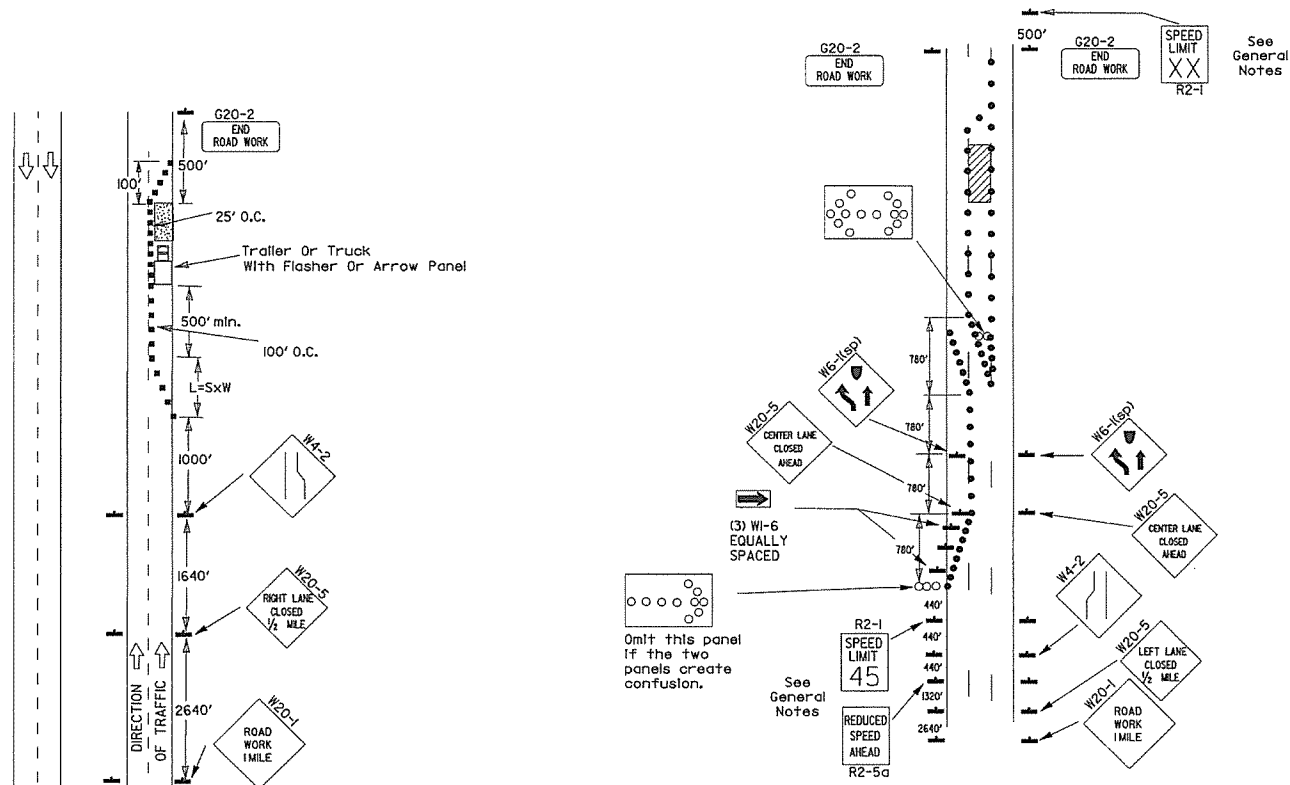 G20-2
END
ROAD WORK
500'
100'
25' O.C.
Trailer Or Truck
With Flasher Or Arrow Panel
500' min.
100' O.C.
L=SxW
1000'
W4-2
1640'
W20-5
RIGHT LANE
CLOSED
1/2 MILE
2640'
DIRECTION
OF TRAFFIC
W20-1
ROAD
WORK
1 MILE
500'
SPEED
LIMIT
XX
R2-1
See
General
Notes
G20-2
END
ROAD WORK
G20-2
END
ROAD WORK
780'
W6-1(sp)
780'
W20-5
CENTER LANE
CLOSED
AHEAD
780'
(3) W1-6
EQUALLY
SPACED
780'
Omit this panel
if the two
panels create
confusion.
440'
R2-1
SPEED
LIMIT
45
440'
440'
See
General
Notes
1320'
REDUCED
SPEED
AHEAD
R2-5a
2640'
W6-1(sp)
W20-5
CENTER LANE
CLOSED
AHEAD
W4-2
W20-5
LEFT LANE
CLOSED
1/2 MILE
W20-1
ROAD
WORK
1 MILE